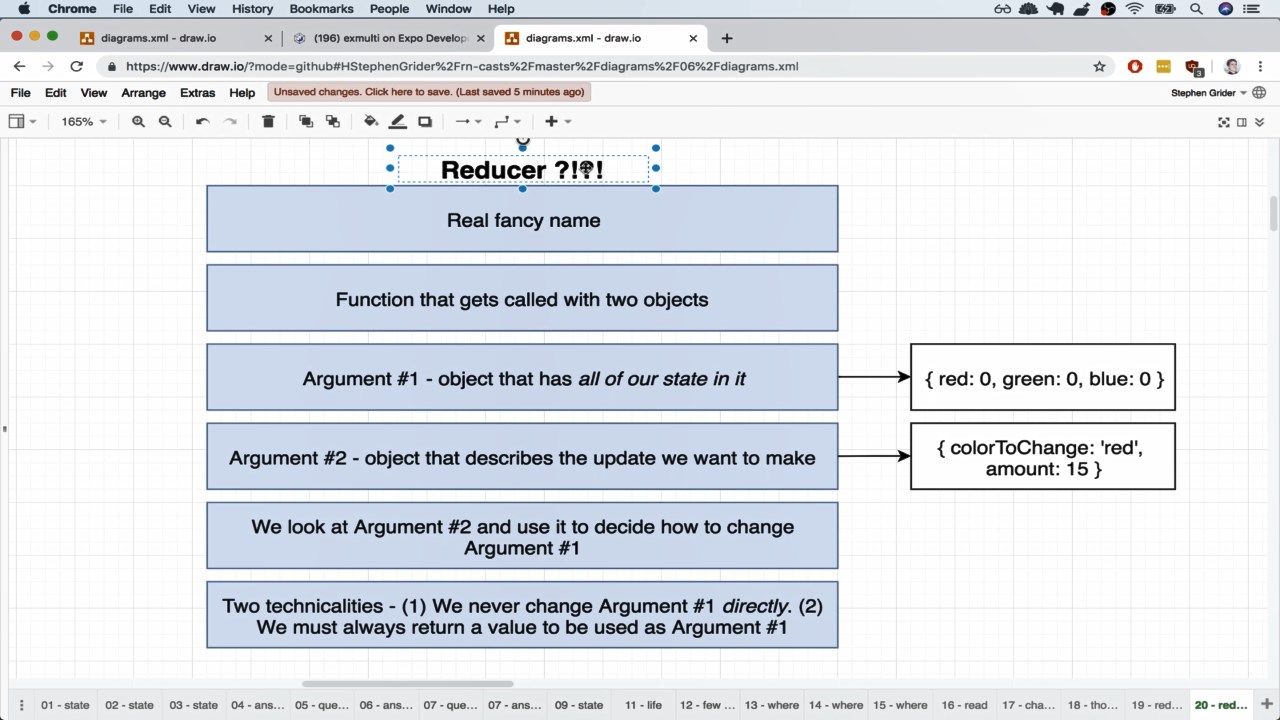 Chrome File Edit View History Bookmarks People Window Help
diagrams.xml - draw.io
(196) exmulti on Expo Develop
diagrams.xml - draw.io
https://www.draw.io/?mode=github#HStephenGrider%2Frn-casts%2Fmaster%2Fdiagrams%2F06%2Fdiagrams.xml
3
File Edit View Arrange Extras Help
Unsaved changes. Click here to save. (Last saved 5 minutes ago)
Stephen Grider
165%
Reducer ?!?!
Real fancy name
Function that gets called with two objects
Argument #1 - object that has all of our state in it
{ red: 0, green: 0, blue: 0 }
Argument #2 - object that describes the update we want to make
{ colorToChange: 'red',
amount: 15 }
We look at Argument #2 and use it to decide how to change
Argument #1
Two technicalities - (1) We never change Argument #1 directly. (2)
We must always return a value to be used as Argument #1
01 - state 02 - state 03 - state 04 - ans... 05 - que... 06 - ans... 07 - que... 07 - ans... 09 - state 11 - life 12 - few ... 13 - where 14 - where 15 - where 16 - read 17 - cha... 18 - tho... 19 - red... 20 - red...